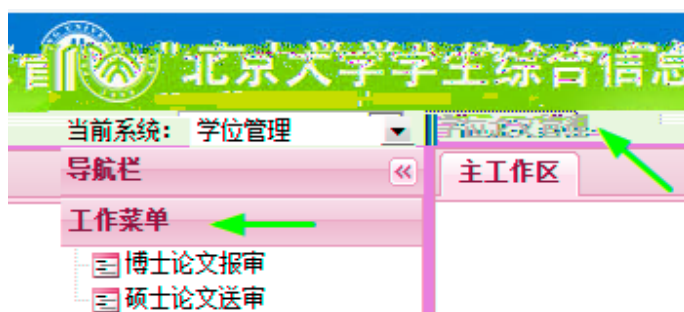 北京大学学生综合信息
当前系统： 学位管理
导航栏
主工作区
工作菜单
博士论文报审
硕士论文送审